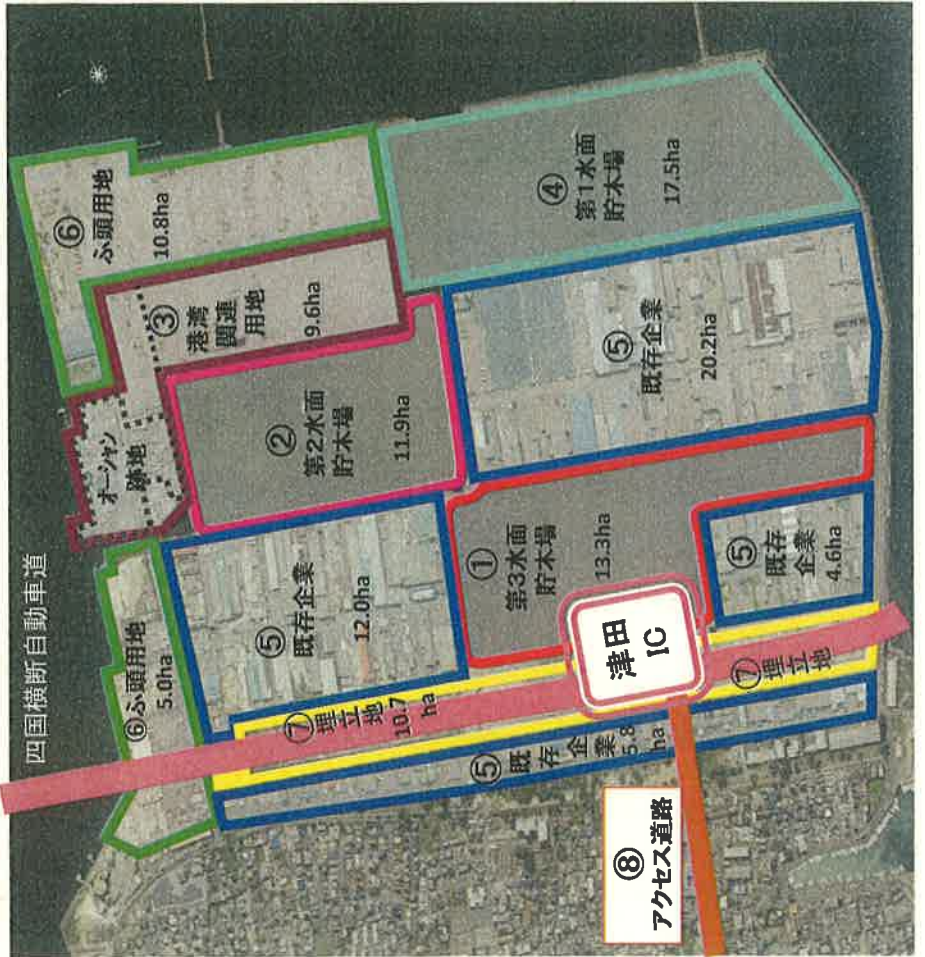 四国横断自動車道
⑥ふ頭用地
5.0ha
オーシャン
跡地
⑥
ふ頭用地
10.8ha
③
港湾
関連
用地
9.6ha
②
第2水面
貯木場
11.9ha
④
第1水面
貯木場
17.5ha
⑤
既存企業
12.0ha
⑤
既存企業
20.2ha
①
第3水面
貯木場
13.3ha
⑤
既存
企業
4.6ha
⑦
埋立
地10.7
ha
⑤
既
存
企
業5.8
ha
津田
IC
⑦
埋立地
⑧
アクセス道路